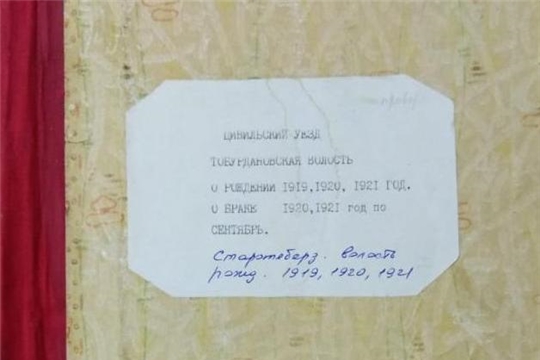 ЦИВИЛЬСКИЙ УЕЗД
ТОБУРДАНОВСКАЯ ВОЛОСТЬ
О РОЖДЕНИИ 1919,1920, 1921 ГОД.
О БРАКЕ 1920,1921 год по
СЕНТЯБРЬ.
Старотеберд. волость
рожд. 1919, 1920, 1921